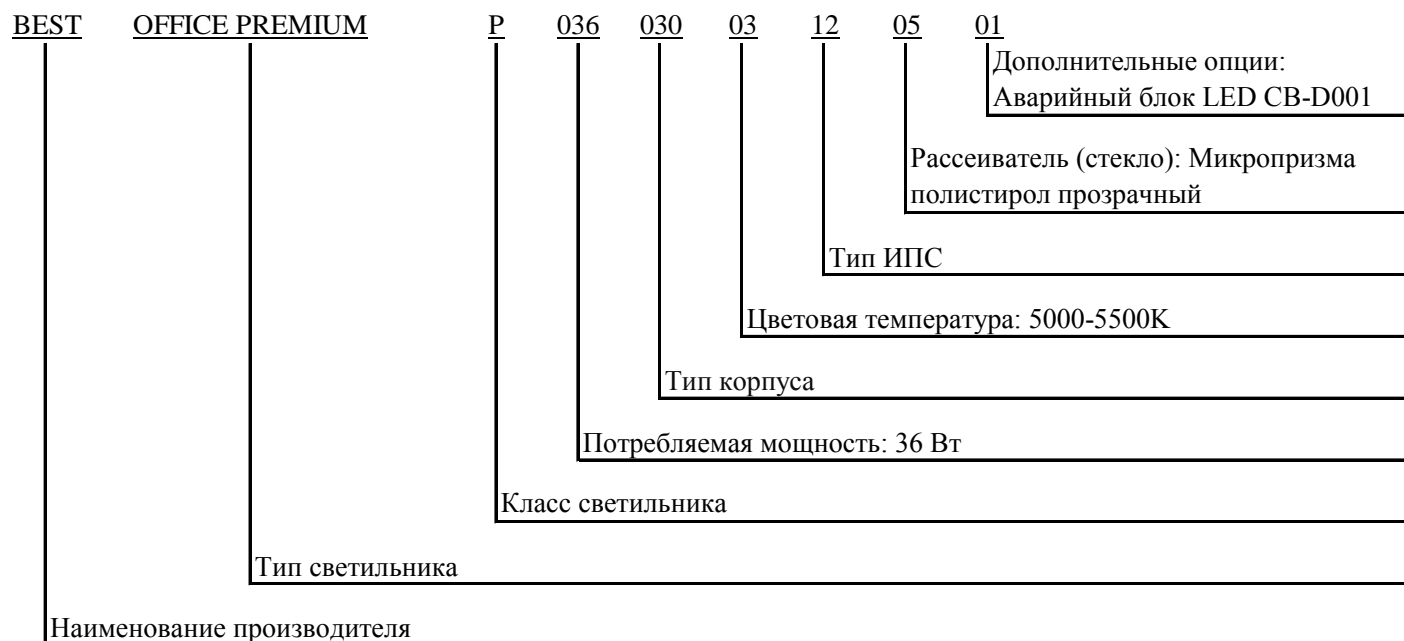 BEST OFFICE PREMIUM P 036 030 03 12 05 01
Дополнительные опции:
Аварийный блок LED CB-D001
Рассеиватель (стекло): Микропризма
полистирол прозрачный
Тип ИПС
Цветовая температура: 5000-5500K
Тип корпуса
Потребляемая мощность: 36 Вт
Класс светильника
Тип светильника
Наименование производителя